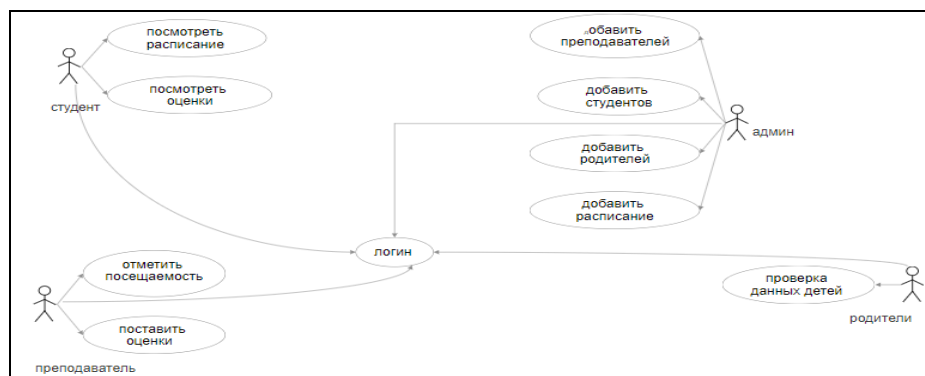 посмотреть
расписание
посмотреть
оценки
студент
добавить
преподавателей
добавить
студентов
добавить
родителей
добавить
расписание
админ
логин
отметить
посещаемость
поставить
оценки
преподаватель
проверка
данных детей
родители